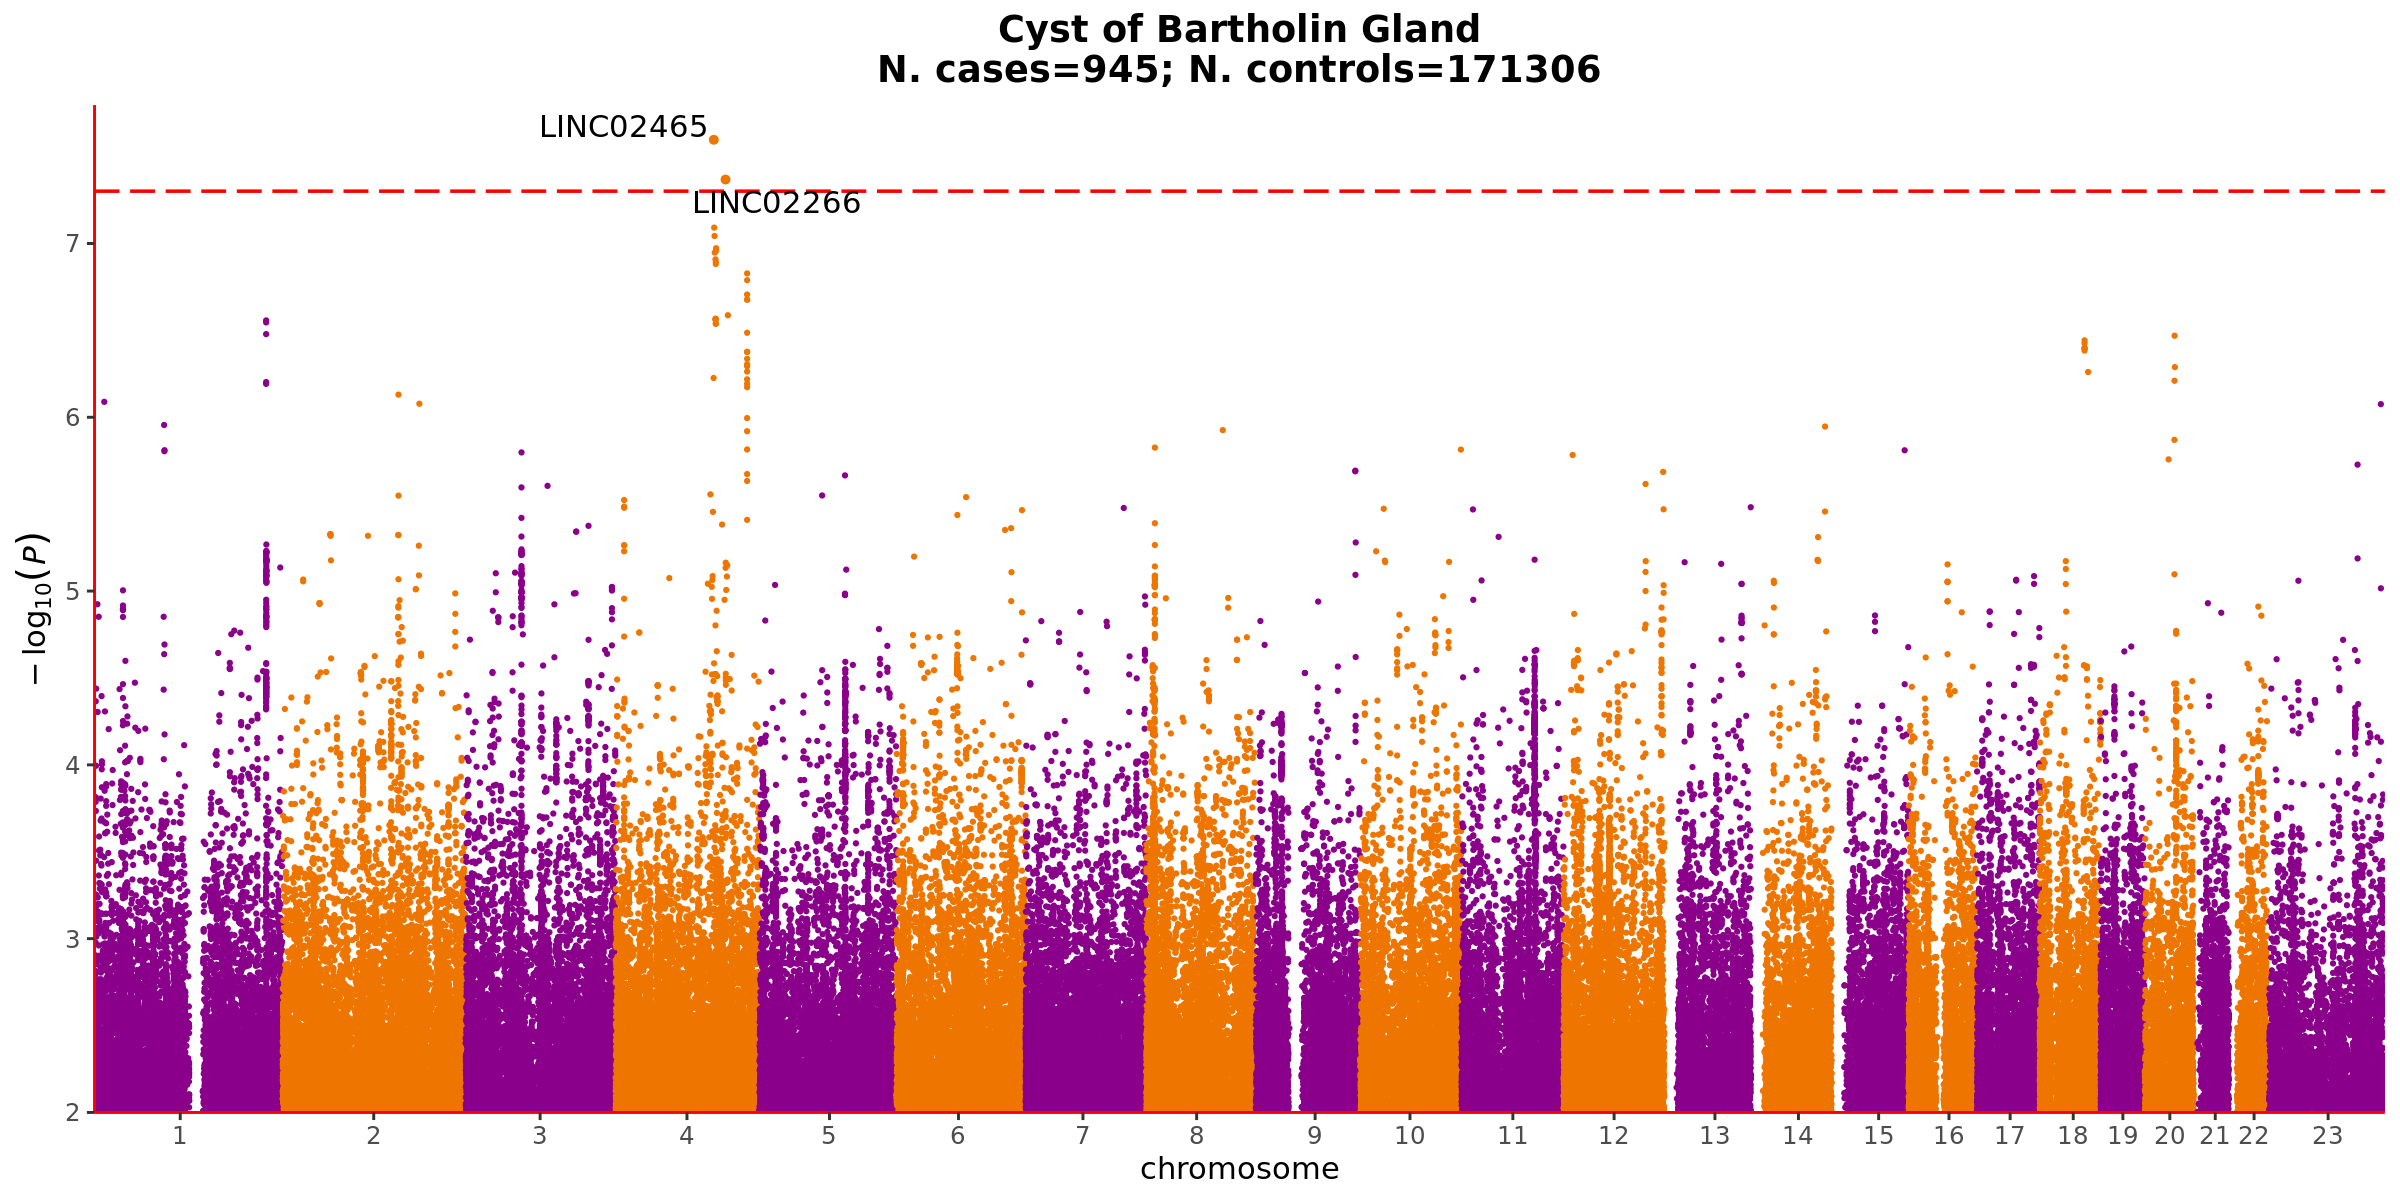 Cyst of Bartholin Gland
N. cases=945; N. controls=171306
LINC02465
LINC02266
7
6
5
4
3
2
− log₁₀(P)
1 2 3 4 5 6 7 8 9 10 11 12 13 14 15 16 17 18 19 20 21 22 23
chromosome